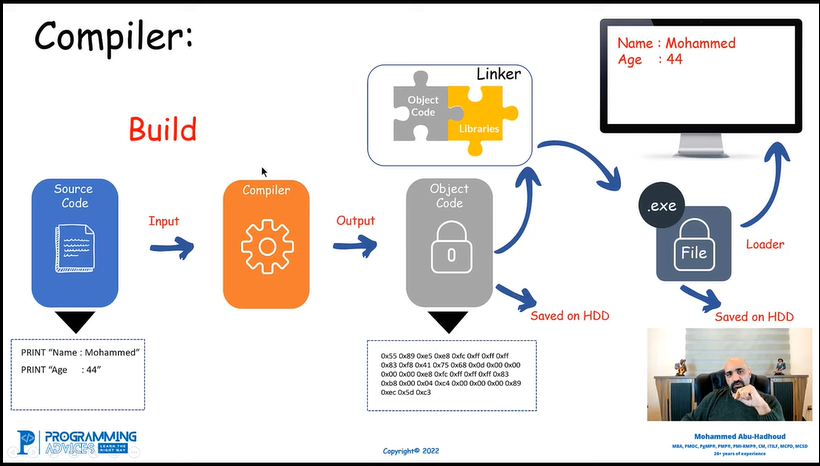 Compiler:
Build
Source
Code
Input
Compiler
Output
Object
Code
0
Linker
Object
Code
Libraries
.exe
File
Loader
Name : Mohammed
Age : 44
Saved on HDD
Saved on HDD
PRINT “Name : Mohammed”
PRINT “Age : 44”
0x55 0x89 0xe5 0xe8 0xfc 0xff 0xff 0xff
0x83 0xf8 0x41 0x75 0x68 0x0d 0x00 0x00
0x00 0x00 0xe8 0xfc 0xff 0xff 0xff 0x83
0xb8 0x00 0x04 0xc4 0x00 0x00 0x00 0x89
0xec 0x5d 0xc3
PROGRAMMING
ADVICES LEARN THE
RIGHT WAY
Copyright© 2022
Mohammed Abu-Hadhoud
MBA, PMOC, PgMP®, PMP®, PMI-RMP®, CM, ITILF, MCPD, MCSD
26+ years of experience